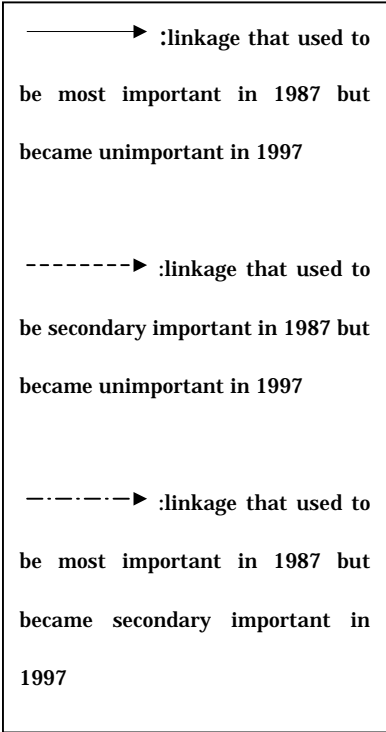 :linkage that used to
be most important in 1987 but
became unimportant in 1997
:linkage that used to
be secondary important in 1987 but
became unimportant in 1997
:linkage that used to
be most important in 1987 but
became secondary important in
1997